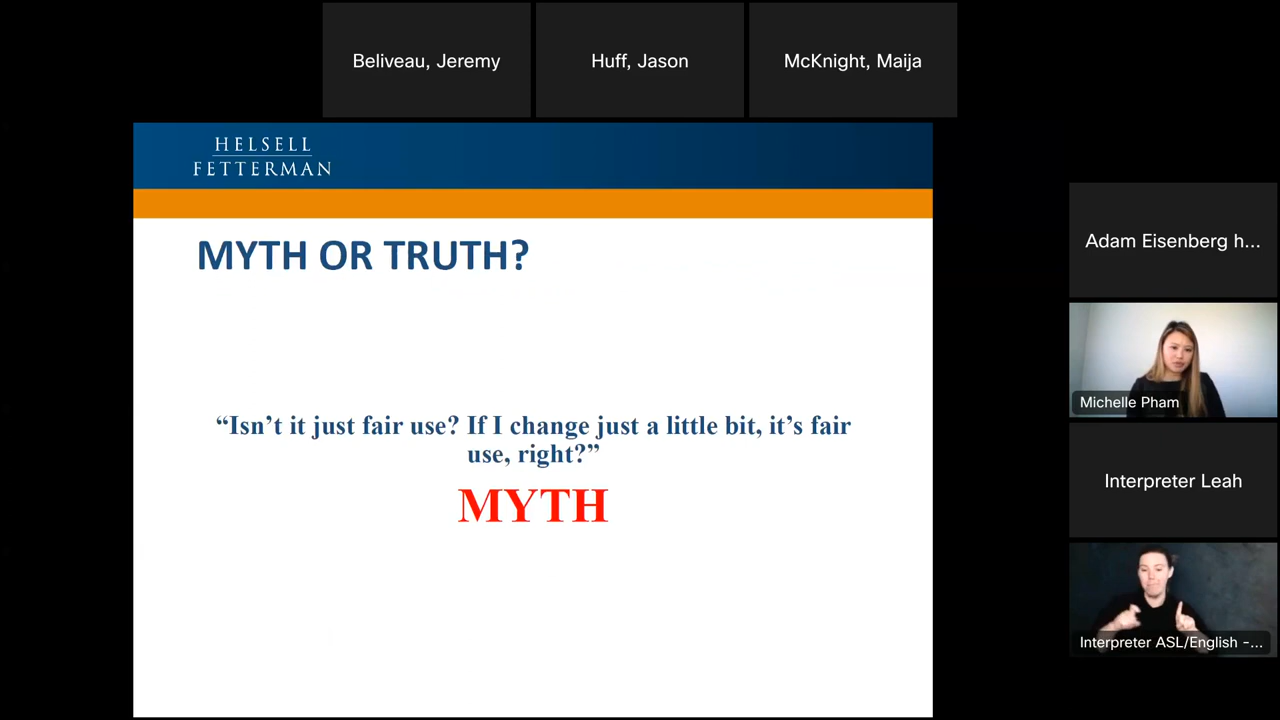 Beliveau, Jeremy
Huff, Jason
McKnight, Maija
HELSELL
FETTERMAN
MYTH OR TRUTH?
“Isn’t it just fair use? If I change just a little bit, it’s fair
use, right?”
MYTH
Adam Eisenberg h...
Michelle Pham
Interpreter Leah
Interpreter ASL/English -...